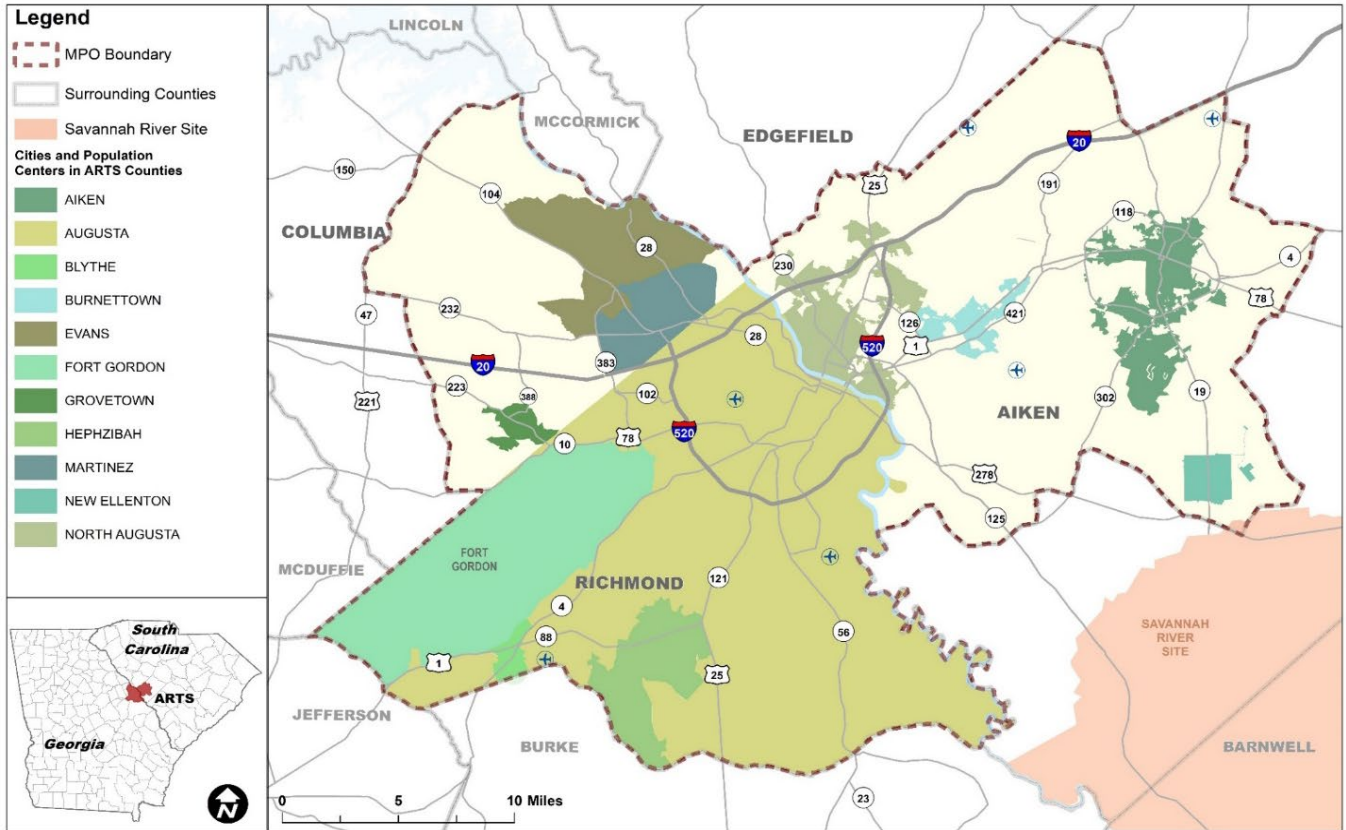 Legend
MPO Boundary
Surrounding Counties
Savannah River Site
Cities and Population
Centers in ARTS Counties
AIKEN
AUGUSTA
BLYTHE
BURNETTOWN
EVANS
FORT GORDON
GROVETOWN
HEPHZIBAH
MARTINEZ
NEW ELLENTON
NORTH AUGUSTA
South
Carolina
ARTS
Georgia
N
LINCOLN
MCCORMICK
EDGEFIELD
20
150
25
191
104
118
COLUMBIA
28
4
230
78
47
232
421
126
28
1
520
20
383
223
388
102
221
302
19
AIKEN
10
78
520
278
125
FORT
GORDON
MCDUFFIE
RICHMOND
121
4
SAVANNAH
RIVER
SITE
88
56
1
25
JEFFERSON
BURKE
BARNWELL
23
0
5
10 Miles